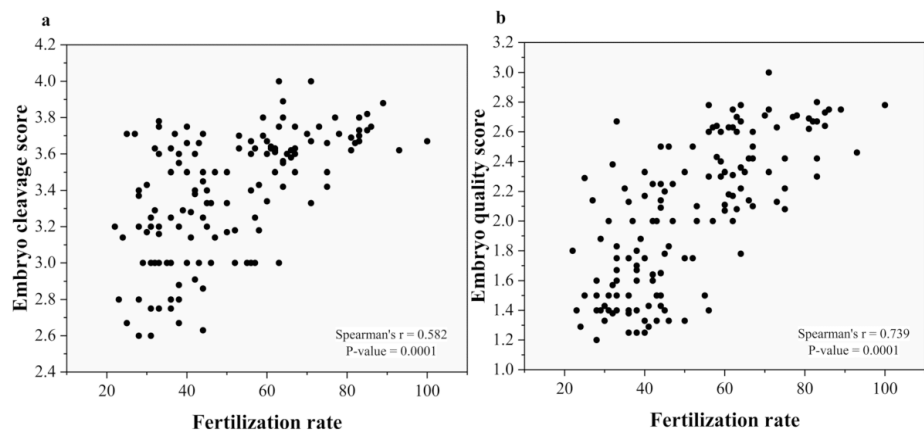 a
4.2
4.0
3.8
3.6
3.4
3.2
3.0
2.8
2.6
2.4
Embryo cleavage score
Spearman's r = 0.582
P-value = 0.0001
20 40 60 80 100
Fertilization rate
b
3.2
3.0
2.8
2.6
2.4
2.2
2.0
1.8
1.6
1.4
1.2
1.0
Embryo quality score
Spearman's r = 0.739
P-value = 0.0001
20 40 60 80 100
Fertilization rate